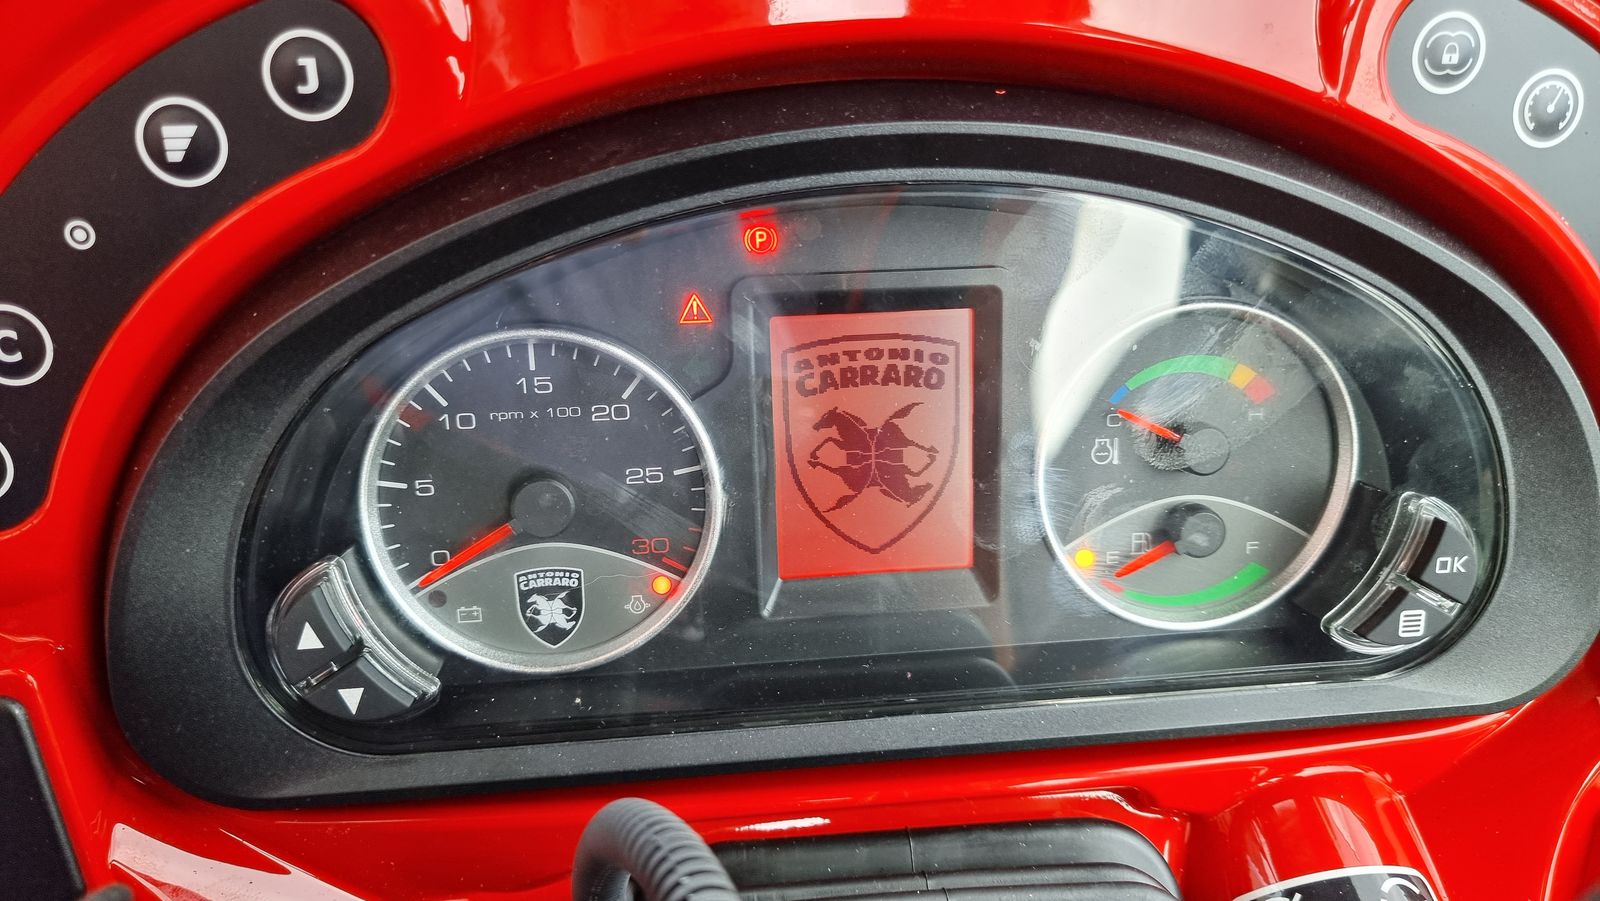 J
C
P
15
10
rpm x 100
20
5
25
0
30
ANTONIO
CARRARO
ANTONIO
CARRARO
C
H
E
F
OK